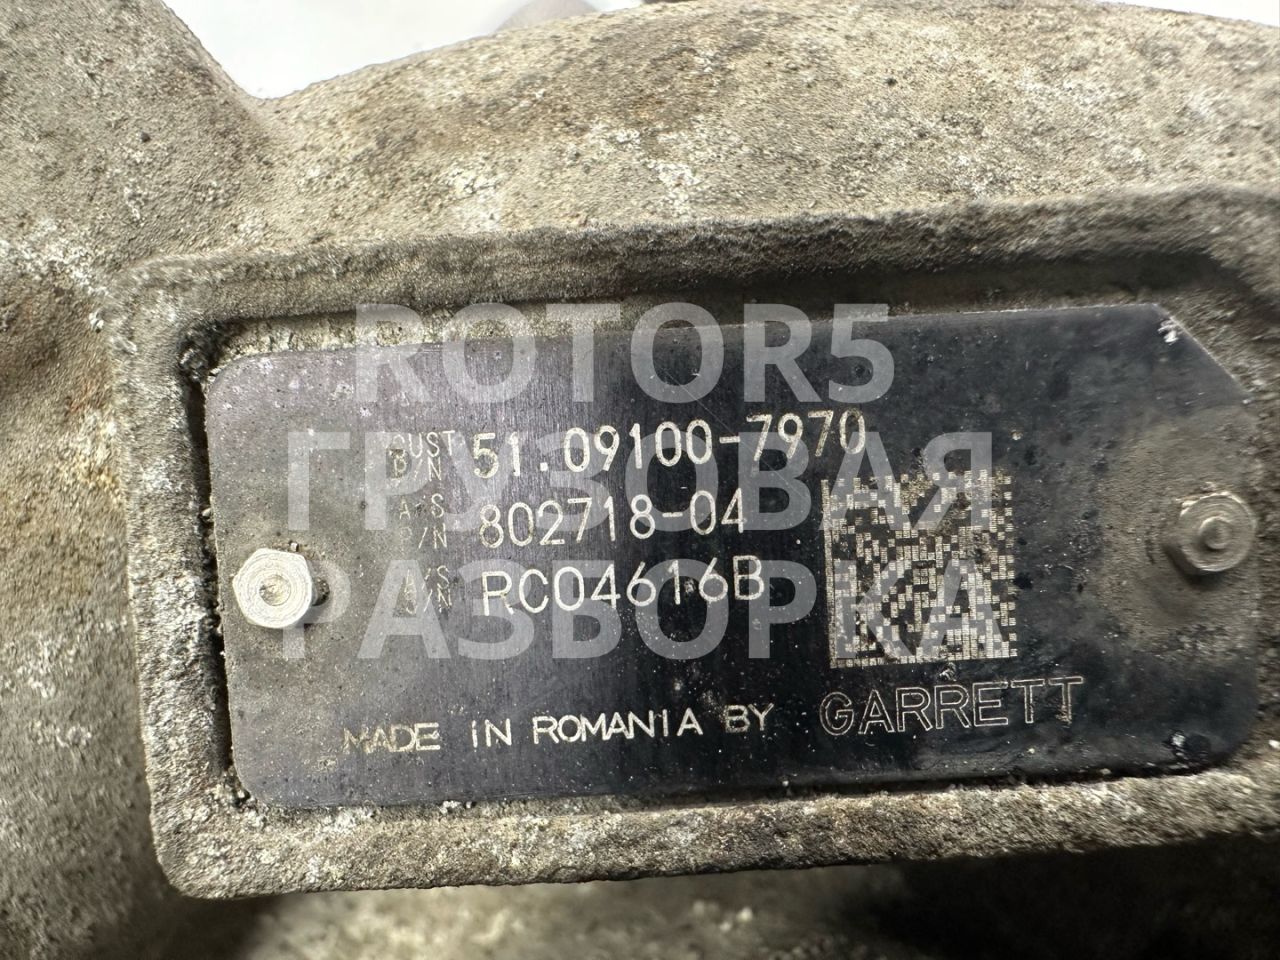 ROTOR5
ГРУЗОВАЯ
РАЗБОРКА
CUST P/N 51.09100-7970
A/S P/N 802718-04
A/S S/N RC04616B
MADE IN ROMANIA BY GARRETT